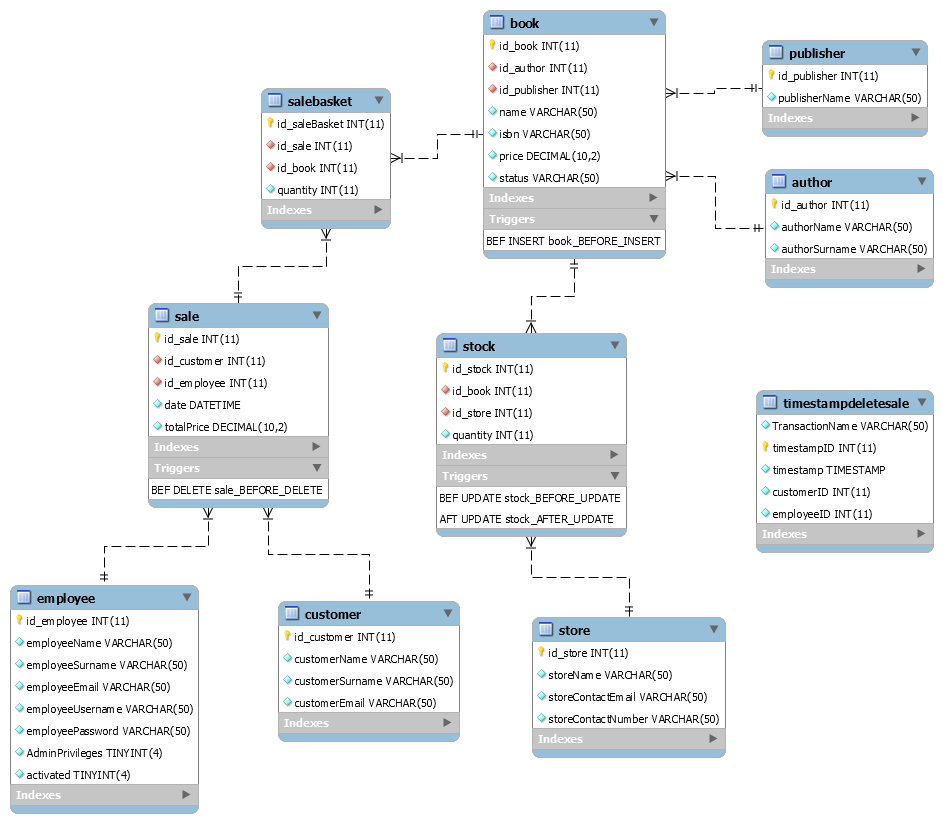 book
id_book INT(11)
id_author INT(11)
id_publisher INT(11)
name VARCHAR(50)
isbn VARCHAR(50)
price DECIMAL(10,2)
status VARCHAR(50)
Indexes
Triggers
BEF INSERT book_BEFORE_INSERT
publisher
id_publisher INT(11)
publisherName VARCHAR(50)
Indexes
salebasket
id_saleBasket INT(11)
id_sale INT(11)
id_book INT(11)
quantity INT(11)
Indexes
author
id_author INT(11)
authorName VARCHAR(50)
authorSurname VARCHAR(50)
Indexes
sale
id_sale INT(11)
id_customer INT(11)
id_employee INT(11)
date DATETIME
totalPrice DECIMAL(10,2)
Indexes
Triggers
BEF DELETE sale_BEFORE_DELETE
stock
id_stock INT(11)
id_book INT(11)
id_store INT(11)
quantity INT(11)
Indexes
Triggers
BEF UPDATE stock_BEFORE_UPDATE
AFT UPDATE stock_AFTER_UPDATE
timestampdeletesale
TransactionName VARCHAR(50)
timestampID INT(11)
timestamp TIMESTAMP
customerID INT(11)
employeeID INT(11)
Indexes
employee
id_employee INT(11)
employeeName VARCHAR(50)
employeeSurname VARCHAR(50)
employeeEmail VARCHAR(50)
employeeUsername VARCHAR(50)
employeePassword VARCHAR(50)
AdminPrivileges TINYINT(4)
activated TINYINT(4)
Indexes
customer
id_customer INT(11)
customerName VARCHAR(50)
customerSurname VARCHAR(50)
customerEmail VARCHAR(50)
Indexes
store
id_store INT(11)
storeName VARCHAR(50)
storeContactEmail VARCHAR(50)
storeContactNumber VARCHAR(50)
Indexes